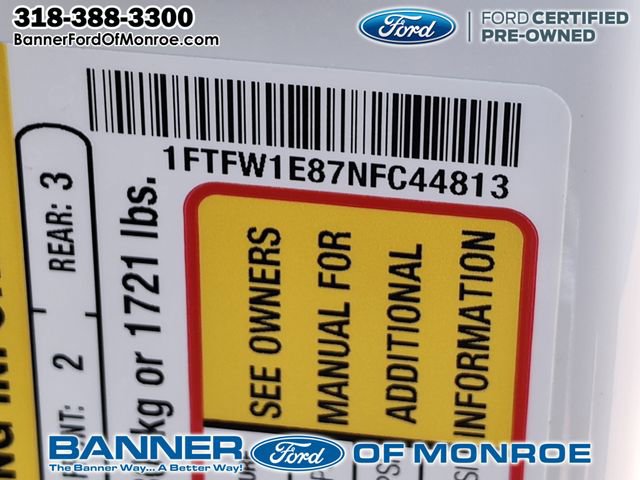 318-388-3300
BannerFordOfMonroe.com
Ford
FORD CERTIFIED
PRE-OWNED
1FTFW1E87NFC44813
REAR: 3
2
kg or 1721 lbs.
SEE OWNERS
MANUAL FOR
ADDITIONAL
INFORMATION
BANNER Ford OF MONROE
The Banner Way... A Better Way!